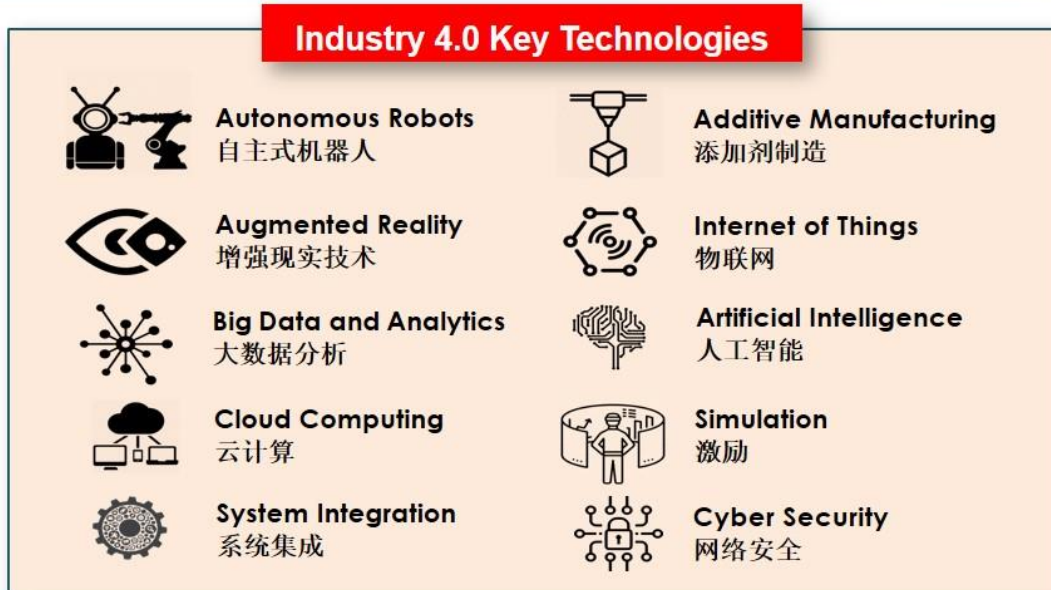 Industry 4.0 Key Technologies
Autonomous Robots
自主式机器人
Augmented Reality
增强现实技术
Big Data and Analytics
大数据分析
Cloud Computing
云计算
System Integration
系统集成
Additive Manufacturing
添加剂制造
Internet of Things
物联网
Artificial Intelligence
人工智能
Simulation
激励
Cyber Security
网络安全